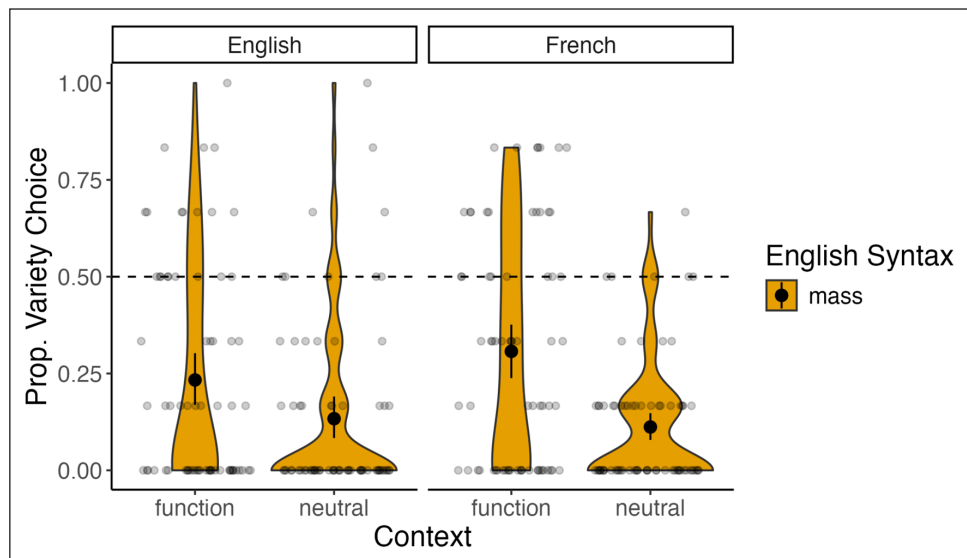 English French
1.00
0.75
0.50
0.25
0.00
Prop. Variety Choice
function neutral function neutral
Context
English Syntax
mass